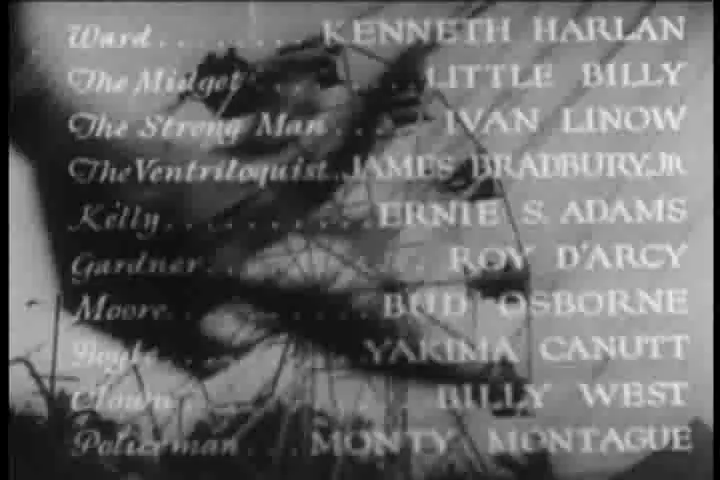 Ward........ KENNETH HARLAN
The Midget......... LITTLE BILLY
The Strong Man.... IVAN LINOW
The Ventriloquist..JAMES BRADBURY,JR
Kelly...........ERNIE S. ADAMS
Gardner........... ROY D'ARCY
Moore.......... BUD OSBORNE
Boyle......... YAKIMA CANUTT
Clown........... BILLY WEST
Policeman... MONTY MONTAGUE